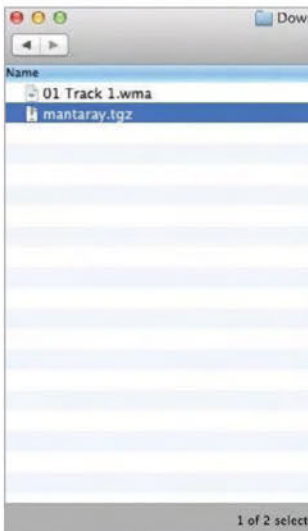 Dow
Name
01 Track 1.wma
mantaray.tgz
1 of 2 select